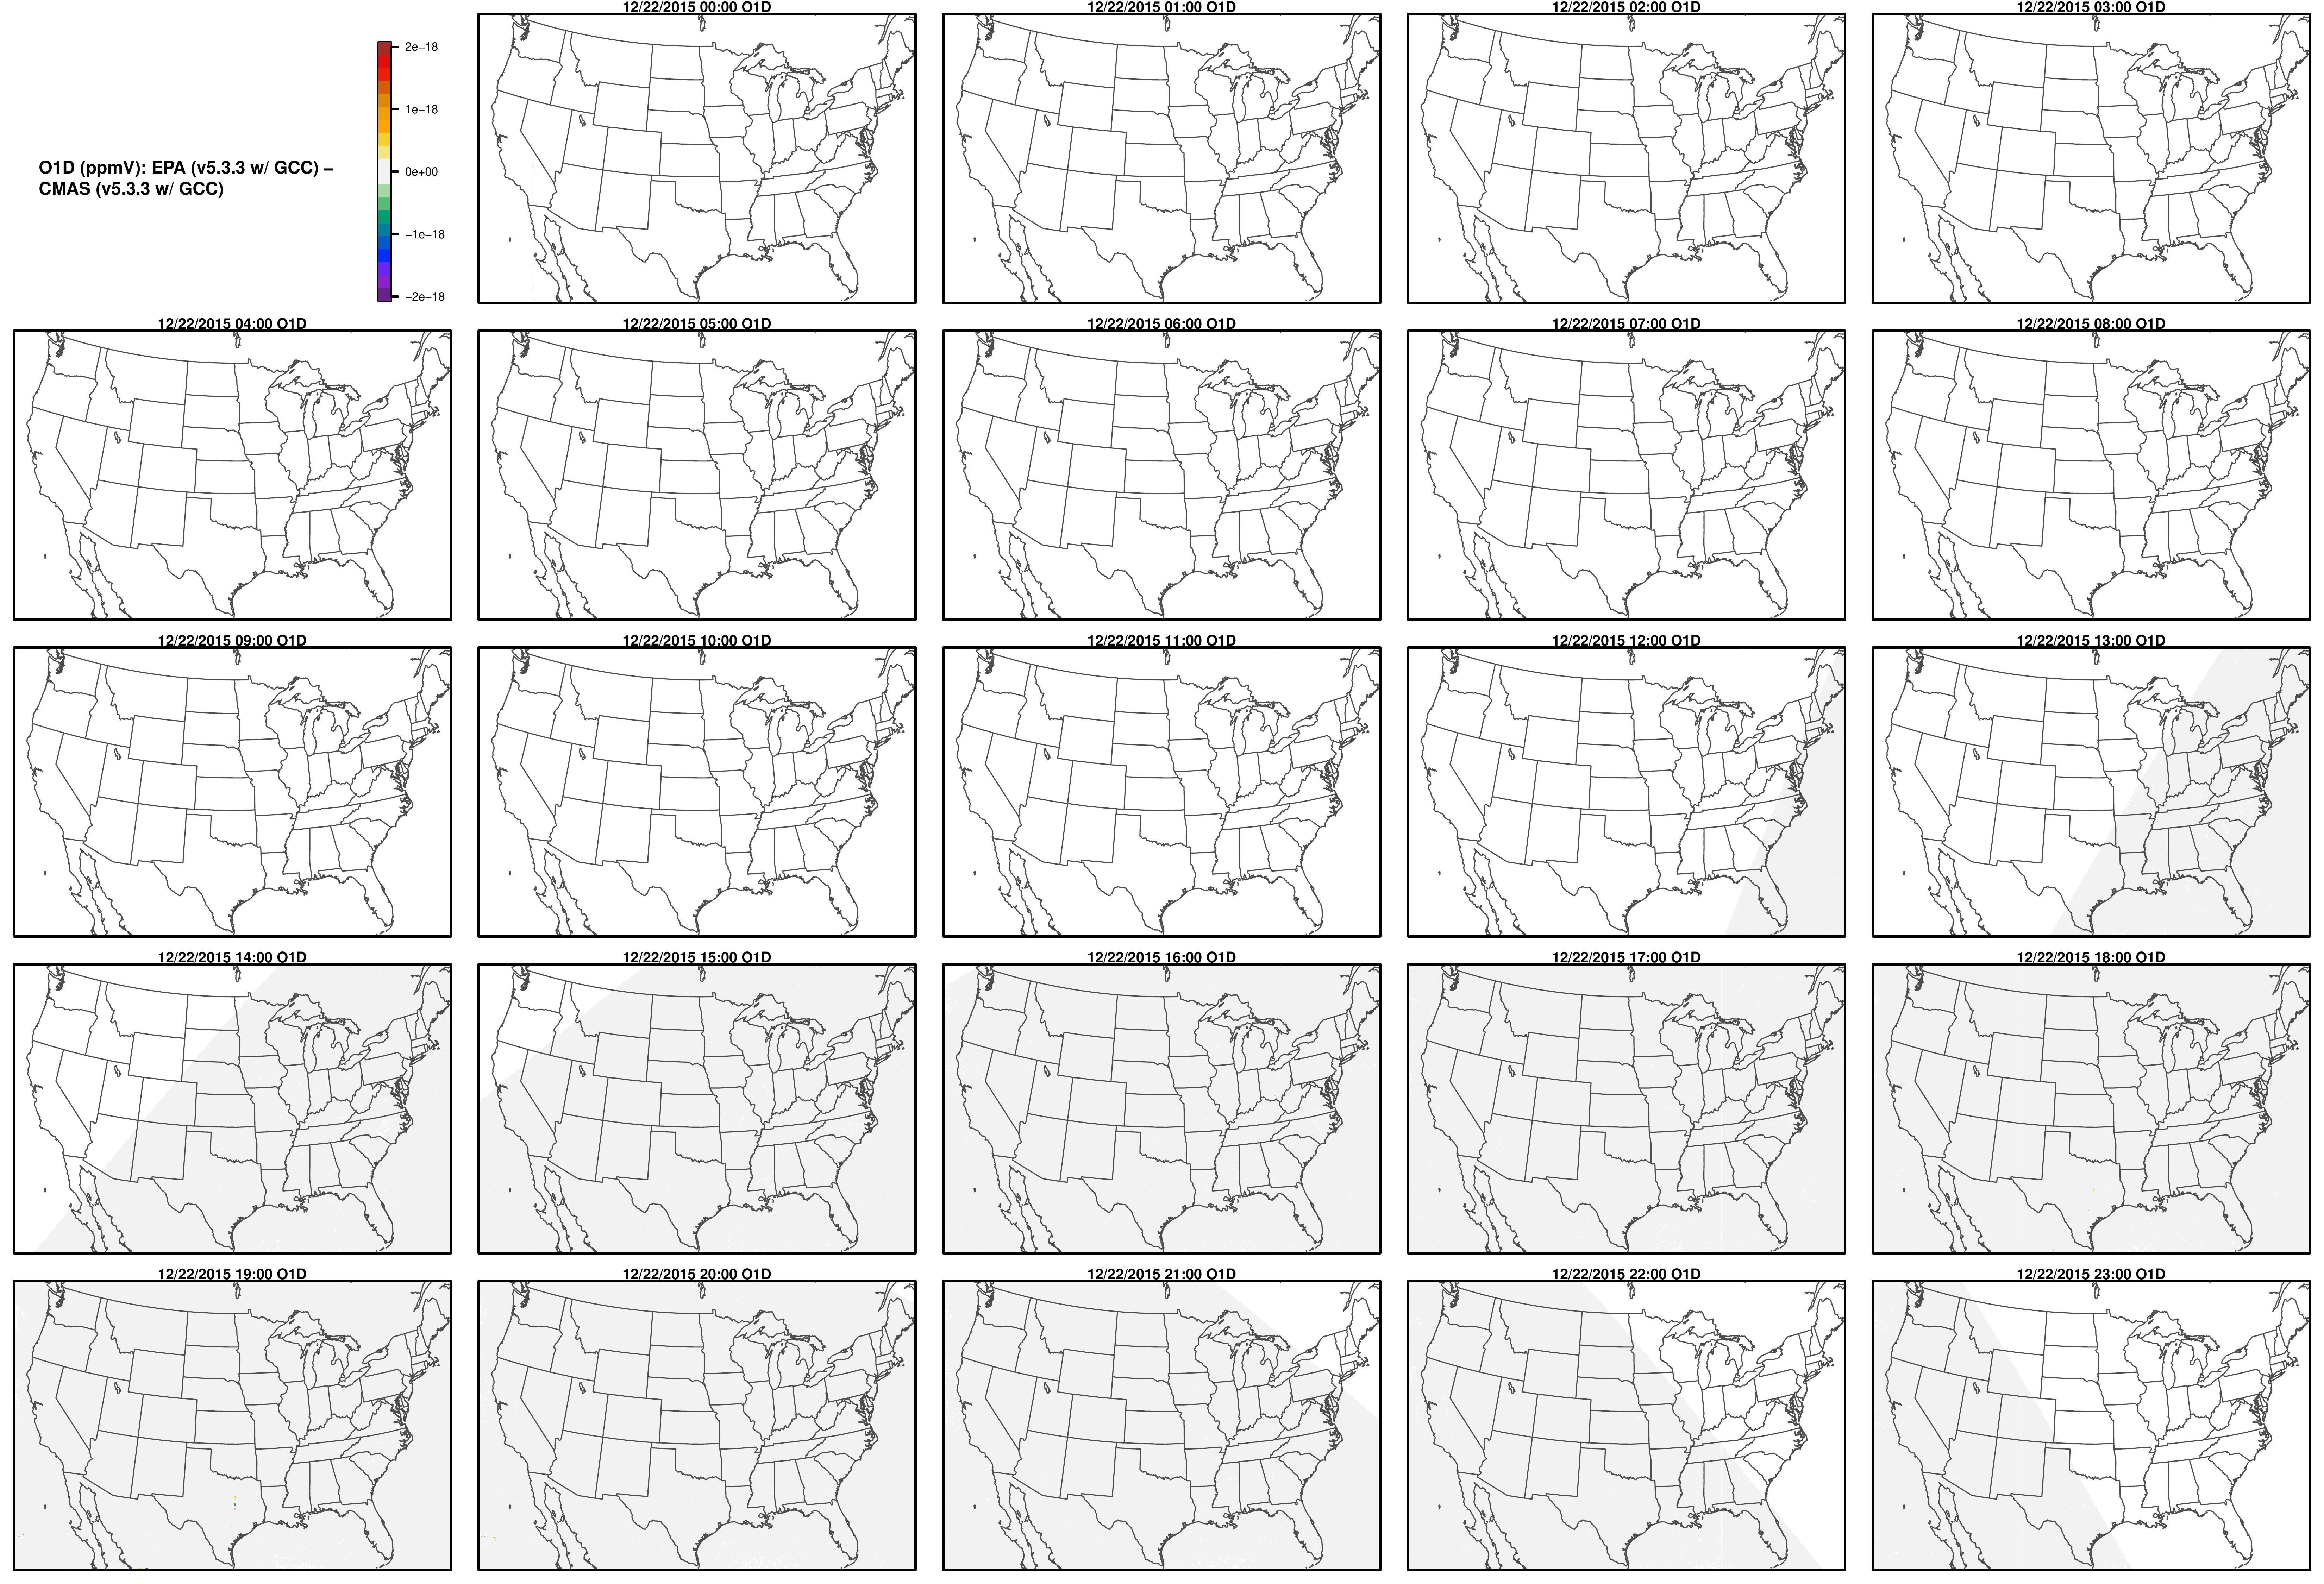 12/22/2015 00:00 O1D
12/22/2015 01:00 O1D
12/22/2015 02:00 O1D
12/22/2015 03:00 O1D
2e−18
1e−18
0e+00
−1e−18
−2e−18
O1D (ppmV): EPA (v5.3.3 w/ GCC) −
CMAS (v5.3.3 w/ GCC)
12/22/2015 04:00 O1D
12/22/2015 05:00 O1D
12/22/2015 06:00 O1D
12/22/2015 07:00 O1D
12/22/2015 08:00 O1D
12/22/2015 09:00 O1D
12/22/2015 10:00 O1D
12/22/2015 11:00 O1D
12/22/2015 12:00 O1D
12/22/2015 13:00 O1D
12/22/2015 14:00 O1D
12/22/2015 15:00 O1D
12/22/2015 16:00 O1D
12/22/2015 17:00 O1D
12/22/2015 18:00 O1D
12/22/2015 19:00 O1D
12/22/2015 20:00 O1D
12/22/2015 21:00 O1D
12/22/2015 22:00 O1D
12/22/2015 23:00 O1D